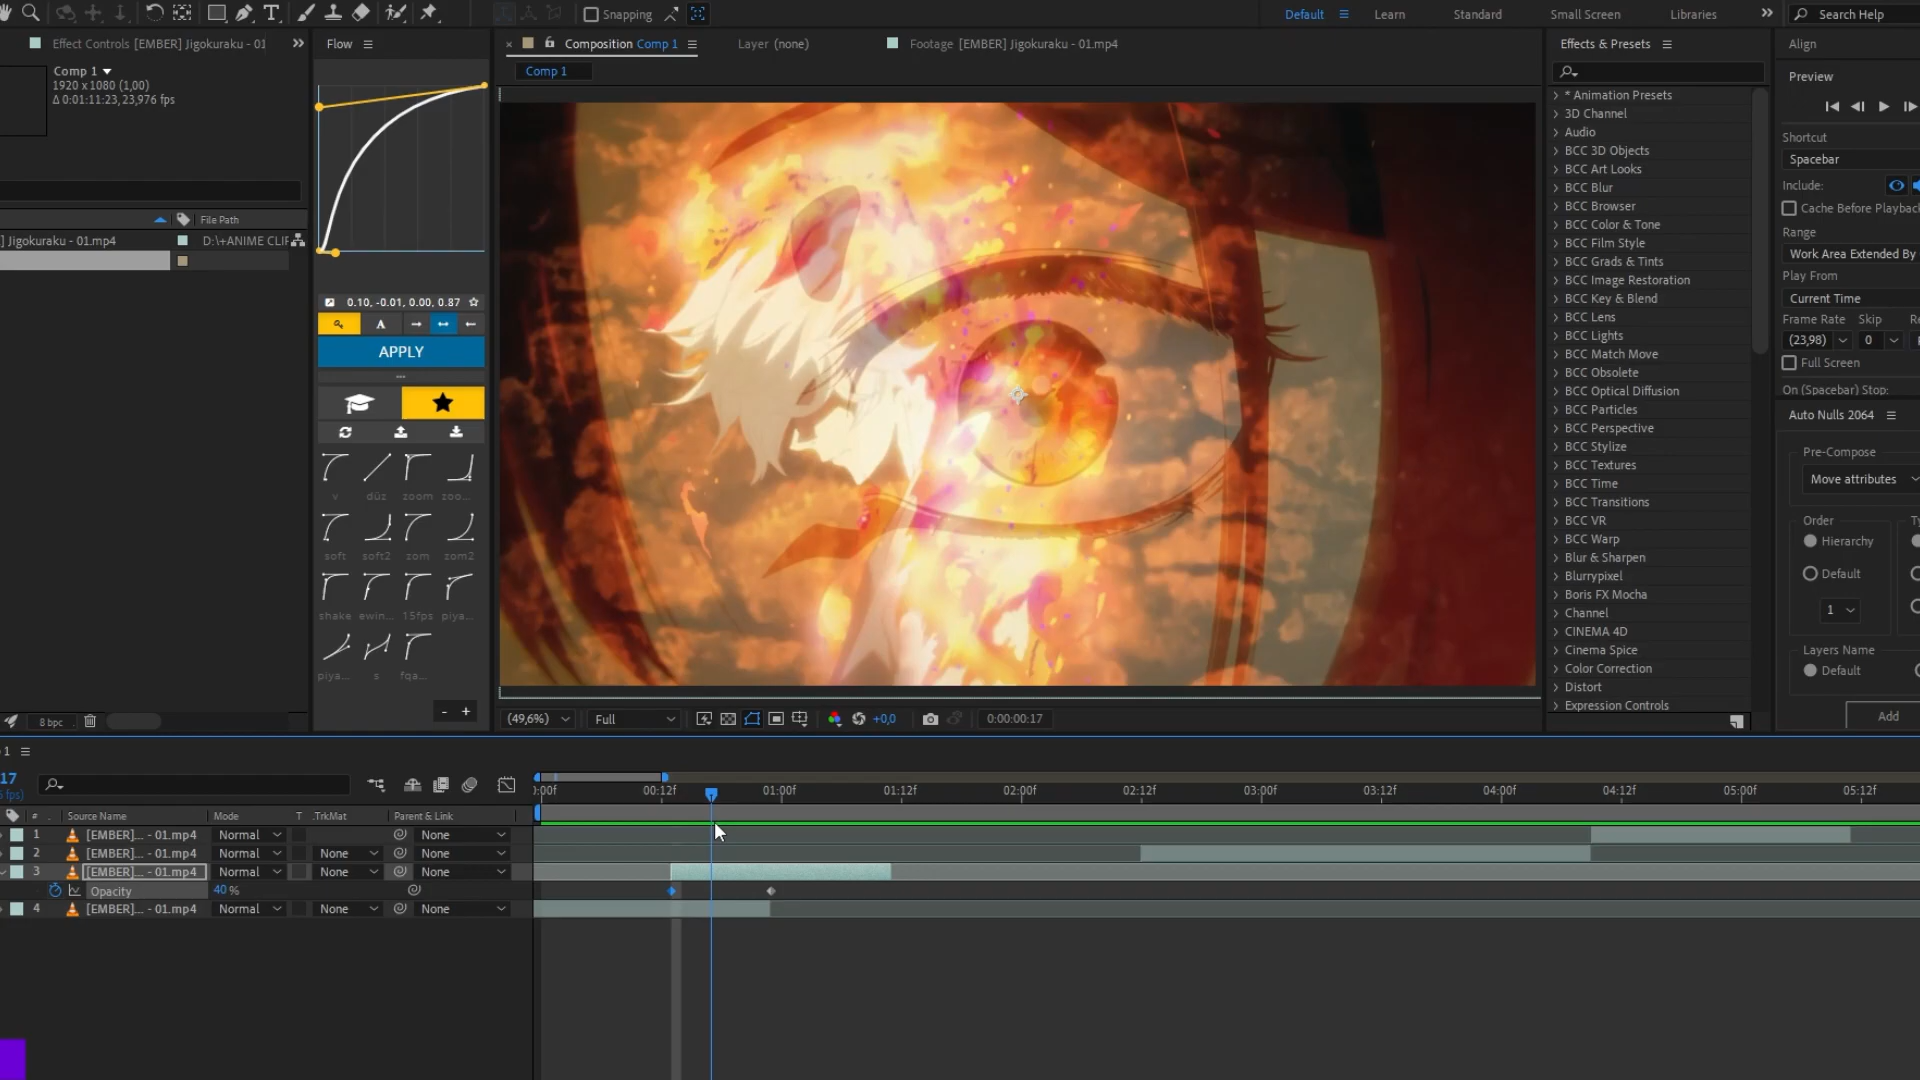 Snapping
Default
Learn
Standard
Small Screen
Libraries
Search Help
Effect Controls [EMBER] Jigokuraku - 01
Flow
Composition Comp 1
Layer (none)
Footage [EMBER] Jigokuraku - 01.mp4
Effects & Presets
Align
Comp 1
1920 x 1080 (1,00)
Δ 0:01:11:23, 23,976 fps
Comp 1
Preview
Shortcut
Spacebar
Include:
Cache Before Playback
Range
Work Area Extended By
Play From
Current Time
Frame Rate Skip
(23,98) 0
Full Screen
On (Spacebar) Stop:
Auto Nulls 2064
Pre-Compose
Move attributes
Order
Hierarchy
Default
1
Layers Name
Default
Add
File Path
] Jigokuraku - 01.mp4
D:\+ANIME CLIF
8 bpc
0.10, -0.01, 0.00, 0.87
A
APPLY
v düz zoom zoo...
soft soft2 zom zom2
shake ewin... 15fps piya...
piya... s fqa...
- +
* Animation Presets
3D Channel
Audio
BCC 3D Objects
BCC Art Looks
BCC Blur
BCC Browser
BCC Color & Tone
BCC Film Style
BCC Grads & Tints
BCC Image Restoration
BCC Key & Blend
BCC Lens
BCC Lights
BCC Match Move
BCC Obsolete
BCC Optical Diffusion
BCC Particles
BCC Perspective
BCC Stylize
BCC Textures
BCC Time
BCC Transitions
BCC VR
BCC Warp
Blur & Sharpen
Blurrypixel
Boris FX Mocha
Channel
CINEMA 4D
Cinema Spice
Color Correction
Distort
Expression Controls
(49,6%)
Full
+0,0
0:00:00:17
1
17
fps)
:00f 00:12f 01:00f 01:12f 02:00f 02:12f 03:00f 03:12f 04:00f 04:12f 05:00f 05:12f
# Source Name Mode T .TrkMat Parent & Link
1 [EMBER]... - 01.mp4 Normal None
2 [EMBER]... - 01.mp4 Normal None None
3 [EMBER]... - 01.mp4 Normal None None
Opacity 40 %
4 [EMBER]... - 01.mp4 Normal None None